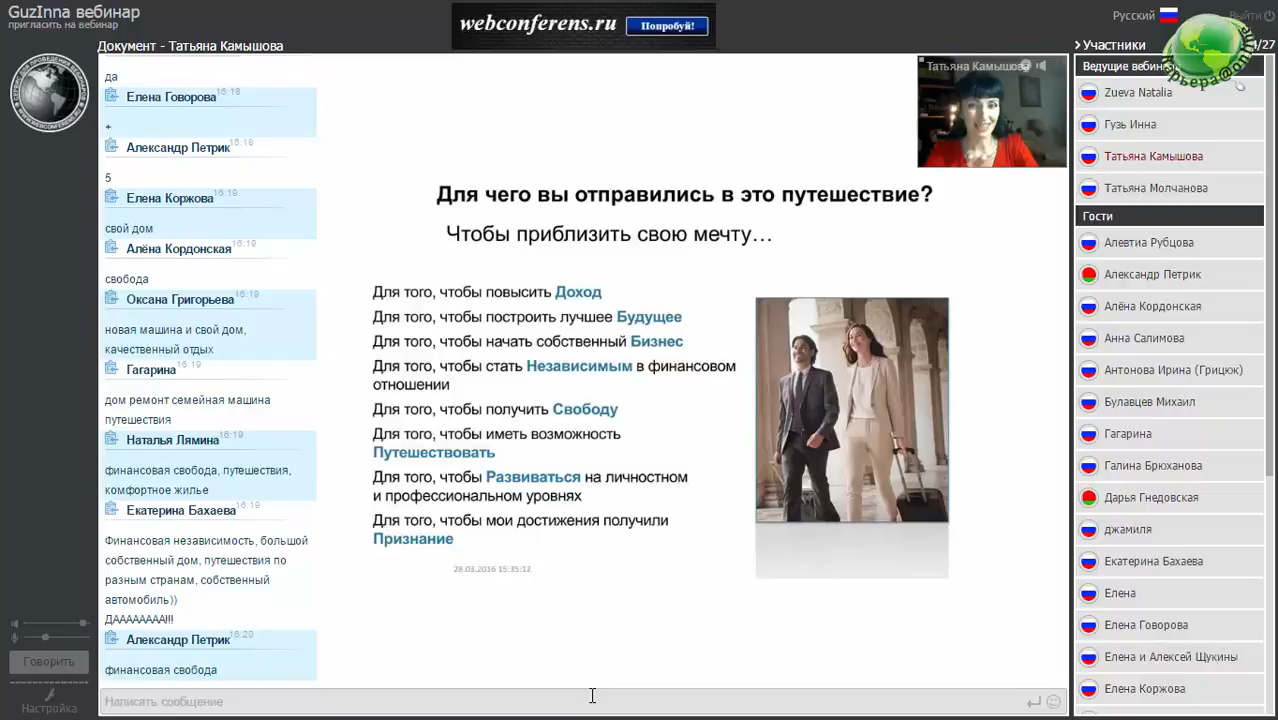 GuzInna вебинар
пригласить на вебинар
webconferens.ru Попробуй!
Русский
Выйти
Документ - Татьяна Камышова
да
Елена Говорова 16:18
+
Александр Петрик 16:18
5
Елена Коржова 16:19
свой дом
Алёна Кордонская 16:19
свобода
Оксана Григорьева 16:19
новая машина и свой дом,
качественный отдых
Гагарина 16:19
дом ремонт семейная машина
путешествия
Наталья Лямина 16:19
финансовая свобода, путешествия,
комфортное жилье
Екатерина Бахаева 16:19
Финансовая независимость, большой
собственный дом, путешествия по
разным странам, собственный
автомобиль))
ДАААААААА!!!
Александр Петрик 16:20
финансовая свобода
Написать сообщение
Говорить
Настройка
Татьяна Камышова
Для чего вы отправились в это путешествие?
Чтобы приблизить свою мечту…
Для того, чтобы повысить Доход
Для того, чтобы построить лучшее Будущее
Для того, чтобы начать собственный Бизнес
Для того, чтобы стать Независимым в финансовом
отношении
Для того, чтобы получить Свободу
Для того, чтобы иметь возможность
Путешествовать
Для того, чтобы Развиваться на личностном
и профессиональном уровнях
Для того, чтобы мои достижения получили
Признание
28.03.2016 15:35:12
Участники
/27
Ведущие
Zueva Natalia
Гузь Инна
Татьяна Камышова
Татьяна Молчанова
Гости
Алевтиа Рубцова
Александр Петрик
Алёна Кордонская
Анна Салимова
Антонова Ирина (Грицюк)
Булавцев Михаил
Гагарина
Галина Брюханова
Дарья Гнедовская
джамиля
Екатерина Бахаева
Елена
Елена Говорова
Елена и Алексей Щукины
Елена Коржова